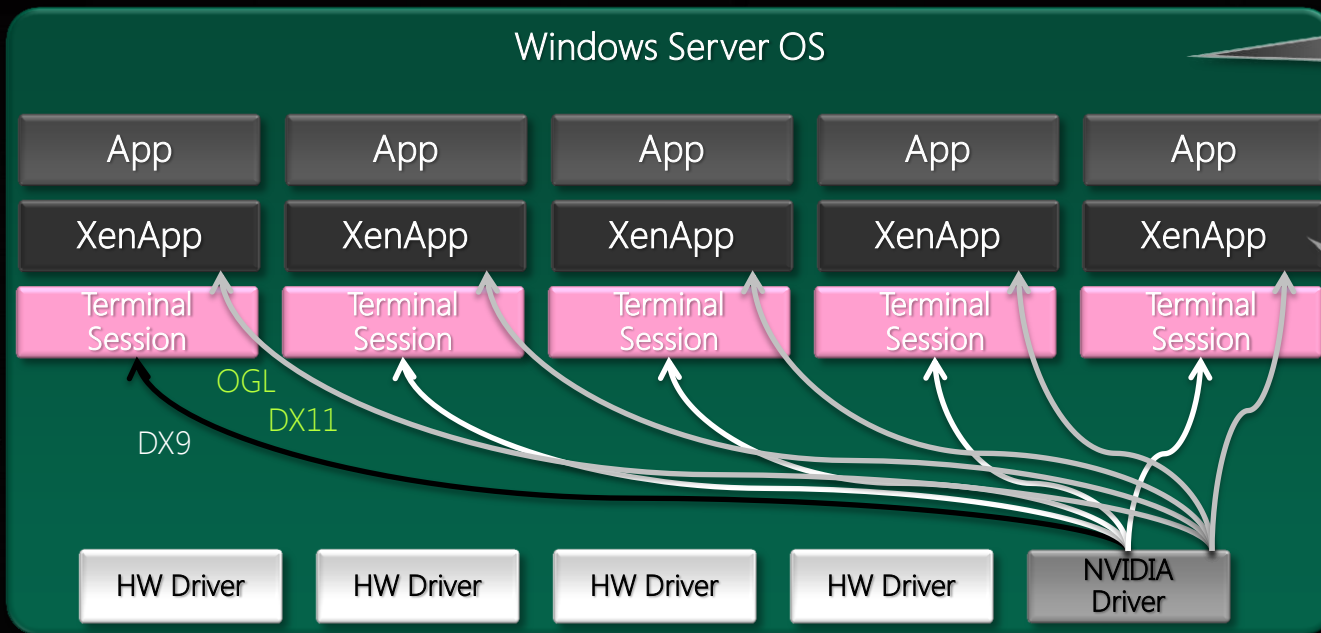 Windows Server OS
App
App
App
App
App
XenApp
XenApp
XenApp
XenApp
XenApp
Terminal
Session
Terminal
Session
Terminal
Session
Terminal
Session
Terminal
Session
OGL
DX11
DX9
HW Driver
HW Driver
HW Driver
HW Driver
NVIDIA
Driver